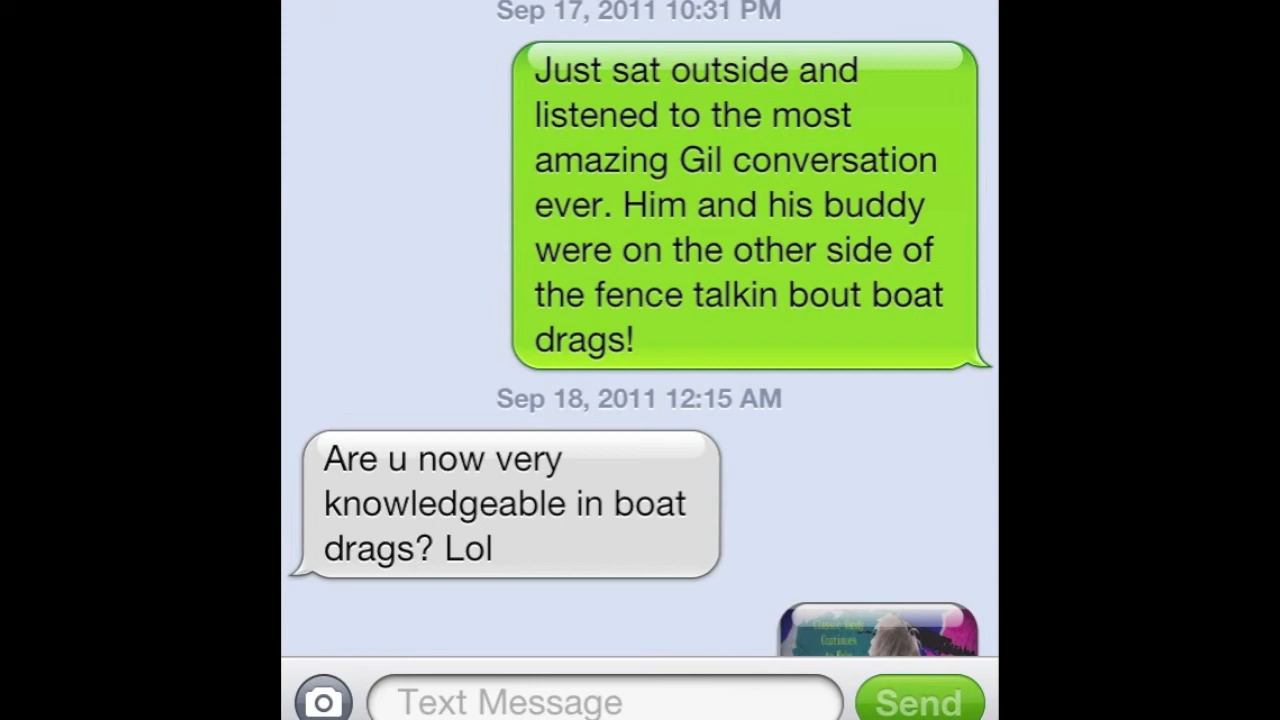 Sep 17, 2011 10:31 PM
Just sat outside and
listened to the most
amazing Gil conversation
ever. Him and his buddy
were on the other side of
the fence talkin bout boat
drags!
Sep 18, 2011 12:15 AM
Are u now very
knowledgeable in boat
drags? Lol
Continues
Text Message
Send